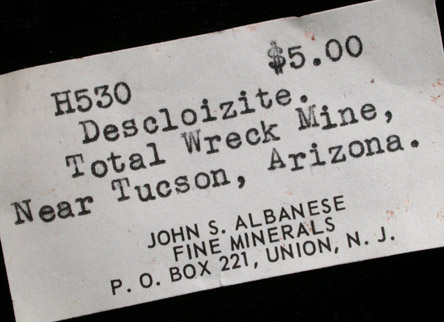 H530 $5.00
Descloizite.
Total Wreck Mine,
Near Tucson, Arizona.
JOHN S. ALBANESE
FINE MINERALS
P. O. BOX 221, UNION, N. J.